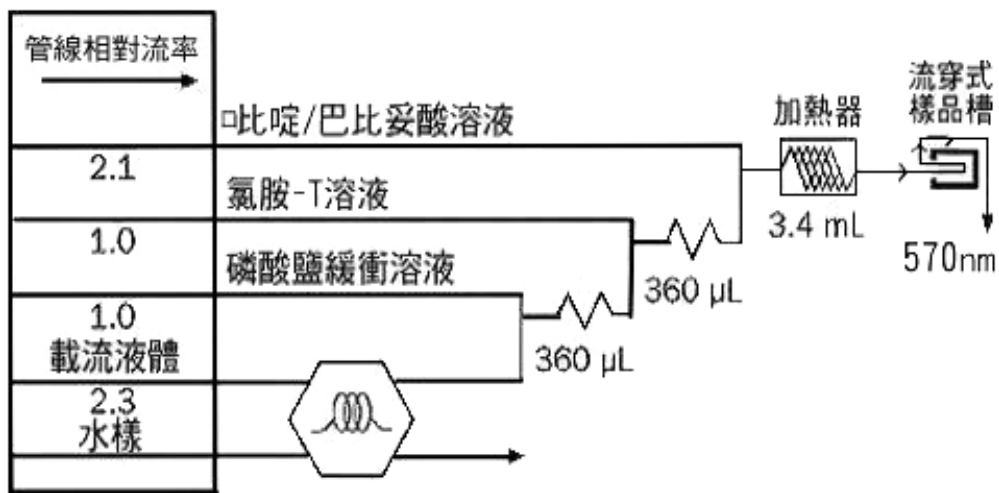 管線相對流率
□比啶/巴比妥酸溶液
2.1
氯胺-T溶液
1.0
磷酸鹽緩衝溶液
1.0
載流液體
2.3
水樣
360 μL
360 μL
加熱器
3.4 mL
流穿式
樣品槽
570nm